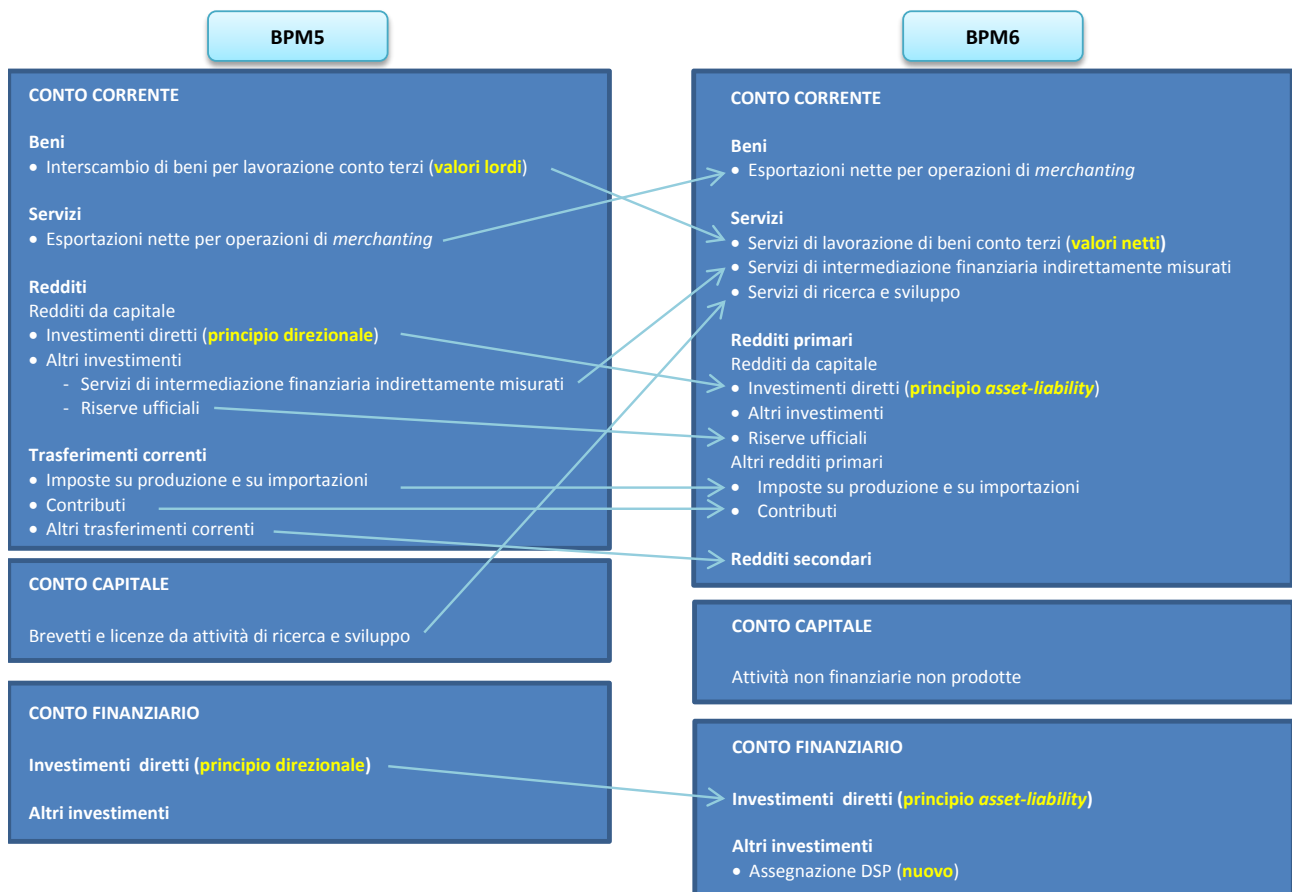 BPM5
CONTO CORRENTE
Beni
• Interscambio di beni per lavorazione conto terzi (valori lordi)
Servizi
• Esportazioni nette per operazioni di merchanting
Redditi
Redditi da capitale
• Investimenti diretti (principio direzionale)
• Altri investimenti
- Servizi di intermediazione finanziaria indirettamente misurati
- Riserve ufficiali
Trasferimenti correnti
• Imposte su produzione e su importazioni
• Contributi
• Altri trasferimenti correnti
CONTO CAPITALE
Brevetti e licenze da attività di ricerca e sviluppo
CONTO FINANZIARIO
Investimenti diretti (principio direzionale)
Altri investimenti
BPM6
CONTO CORRENTE
Beni
• Esportazioni nette per operazioni di merchanting
Servizi
• Servizi di lavorazione di beni conto terzi (valori netti)
• Servizi di intermediazione finanziaria indirettamente misurati
• Servizi di ricerca e sviluppo
Redditi primari
Redditi da capitale
• Investimenti diretti (principio asset-liability)
• Altri investimenti
• Riserve ufficiali
Altri redditi primari
• Imposte su produzione e su importazioni
• Contributi
Redditi secondari
CONTO CAPITALE
Attività non finanziarie non prodotte
CONTO FINANZIARIO
Investimenti diretti (principio asset-liability)
Altri investimenti
• Assegnazione DSP (nuovo)